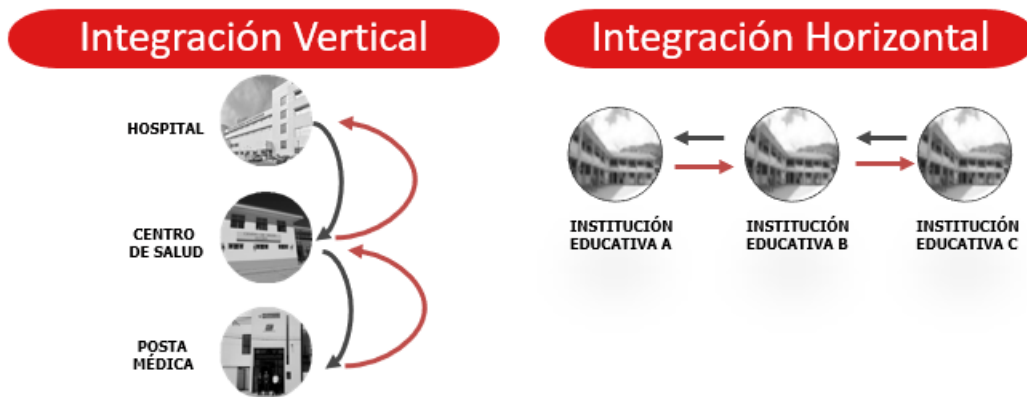 Integración Vertical
HOSPITAL
CENTRO
DE SALUD
POSTA
MÉDICA
Integración Horizontal
INSTITUCIÓN
EDUCATIVA A
INSTITUCIÓN
EDUCATIVA B
INSTITUCIÓN
EDUCATIVA C